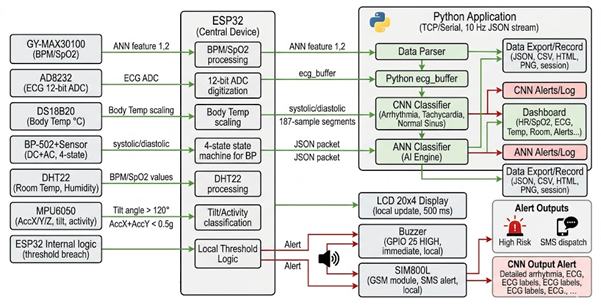 ESP32
(Central Device)
Python Application
(TCP/Serial, 10 Hz JSON stream)
GY-MAX30100
(BPM/SpO2)
ANN feature 1,2
BPM/SpO2
processing
ANN feature 1,2
Data Parser
Data Export/Record
(JSON, CSV, HTML,
PNG, session)
AD8232
(ECG 12-bit ADC)
ECG ADC
12-bit ADC
digitization
ecg_buffer
Python ecg_buffer
CNN Alerts/Log
DS18B20
(Body Temp °C)
Body Temp scaling
Body Temp
scaling
systolic/diastolic
187-sample segments
CNN Classifier
(Arrhythmia, Tachycardia,
Normal Sinus)
Dashboard
(HR/SpO2, ECG,
Temp, Room, Alerts...)
BP-502+Sensor
(DC+AC, 4-state)
systolic/diastolic
4-state state
machine for BP
JSON packet
JSON packet
ANN Classifier
(AI Engine)
ANN Alerts/Log
DHT22
(Room Temp, Humidity)
BPM/SpO2 values
DHT22
processing
Data Export/Record
(JSON, CSV, HTML,
PNG, session)
MPU6050
(AccX/Y/Z, tilt, activity)
Tilt angle > 120°
AccX+AccY < 0.5g
Tilt/Activity
classification
LCD 20x4 Display
(local update, 500 ms)
ESP32 Internal logic
(threshold breach)
Local Threshold
Logic
Alert
Alert
Buzzer
(GPIO 25 HIGH,
immediate, local)
SIM800L
(GSM module, SMS alert,
local)
Alert Outputs
High Risk
SMS dispatch
CNN Output Alert
Detailed arrhythmia, ECG,
ECG labels, ECG labels,
ECG labels, ECG labels,
ECG labels, ECG., ...